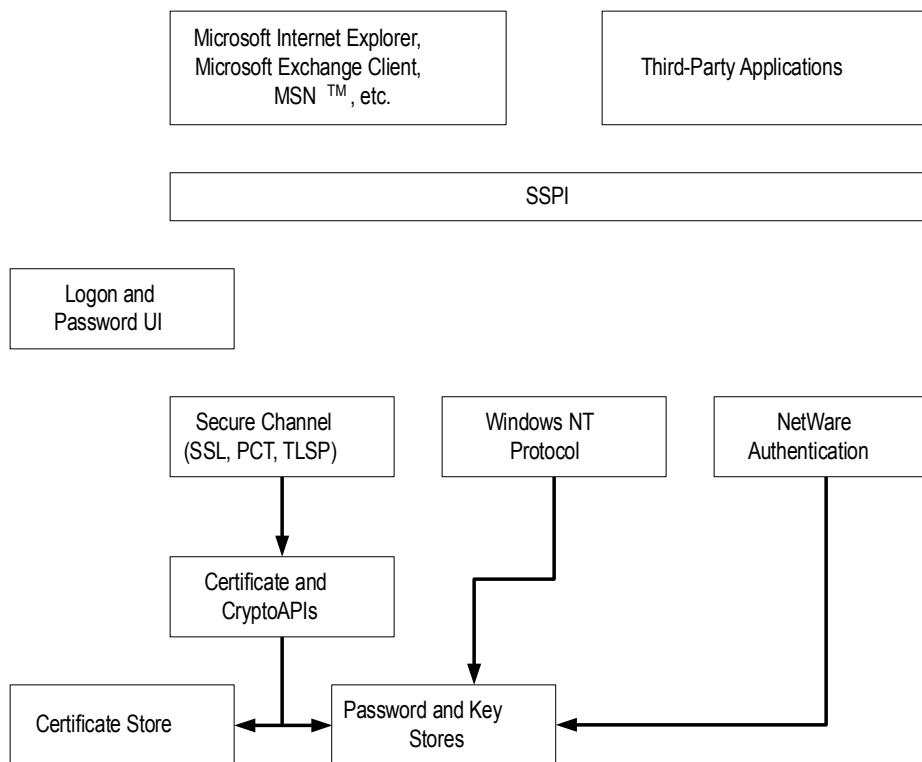 Microsoft Internet Explorer,
Microsoft Exchange Client,
MSN ™ , etc.
Third-Party Applications
SSPI
Logon and
Password UI
Secure Channel
(SSL, PCT, TLSP)
Windows NT
Protocol
NetWare
Authentication
Certificate and
CryptoAPIs
Certificate Store
Password and Key
Stores